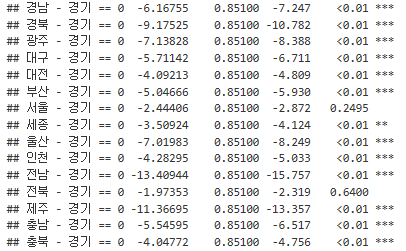 ## 경남 - 경기 == 0 -6.16755 0.85100 -7.247 <0.01 ***
## 경북 - 경기 == 0 -9.17525 0.85100 -10.782 <0.01 ***
## 광주 - 경기 == 0 -7.13828 0.85100 -8.388 <0.01 ***
## 대구 - 경기 == 0 -5.71142 0.85100 -6.711 <0.01 ***
## 대전 - 경기 == 0 -4.09213 0.85100 -4.809 <0.01 ***
## 부산 - 경기 == 0 -5.04666 0.85100 -5.930 <0.01 ***
## 서울 - 경기 == 0 -2.44406 0.85100 -2.872 0.2495
## 세종 - 경기 == 0 -3.50924 0.85100 -4.124 <0.01 **
## 울산 - 경기 == 0 -7.01983 0.85100 -8.249 <0.01 ***
## 인천 - 경기 == 0 -4.28295 0.85100 -5.033 <0.01 ***
## 전남 - 경기 == 0 -13.40944 0.85100 -15.757 <0.01 ***
## 전북 - 경기 == 0 -1.97353 0.85100 -2.319 0.6400
## 제주 - 경기 == 0 -11.36695 0.85100 -13.357 <0.01 ***
## 충남 - 경기 == 0 -5.54595 0.85100 -6.517 <0.01 ***
## 충북 - 경기 == 0 -4.04772 0.85100 -4.756 <0.01 ***